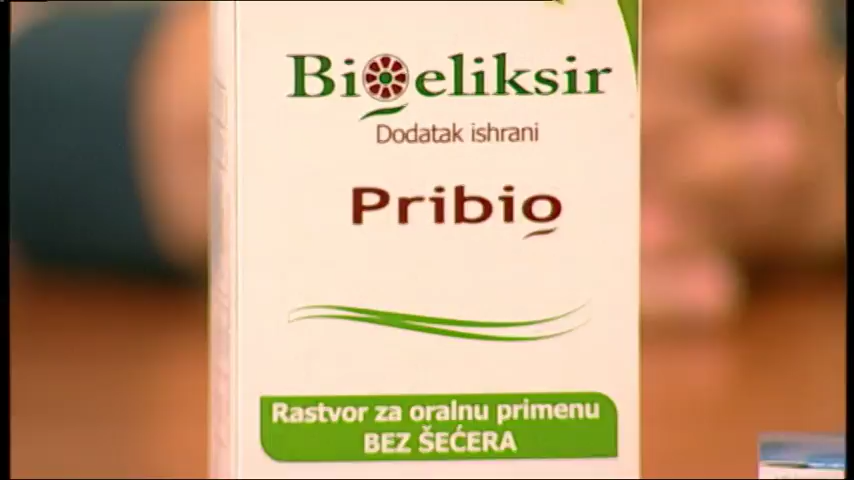 Bioeliksir
Dodatak ishrani
Pribio
Rastvor za oralnu primenu
BEZ ŠEĆERA